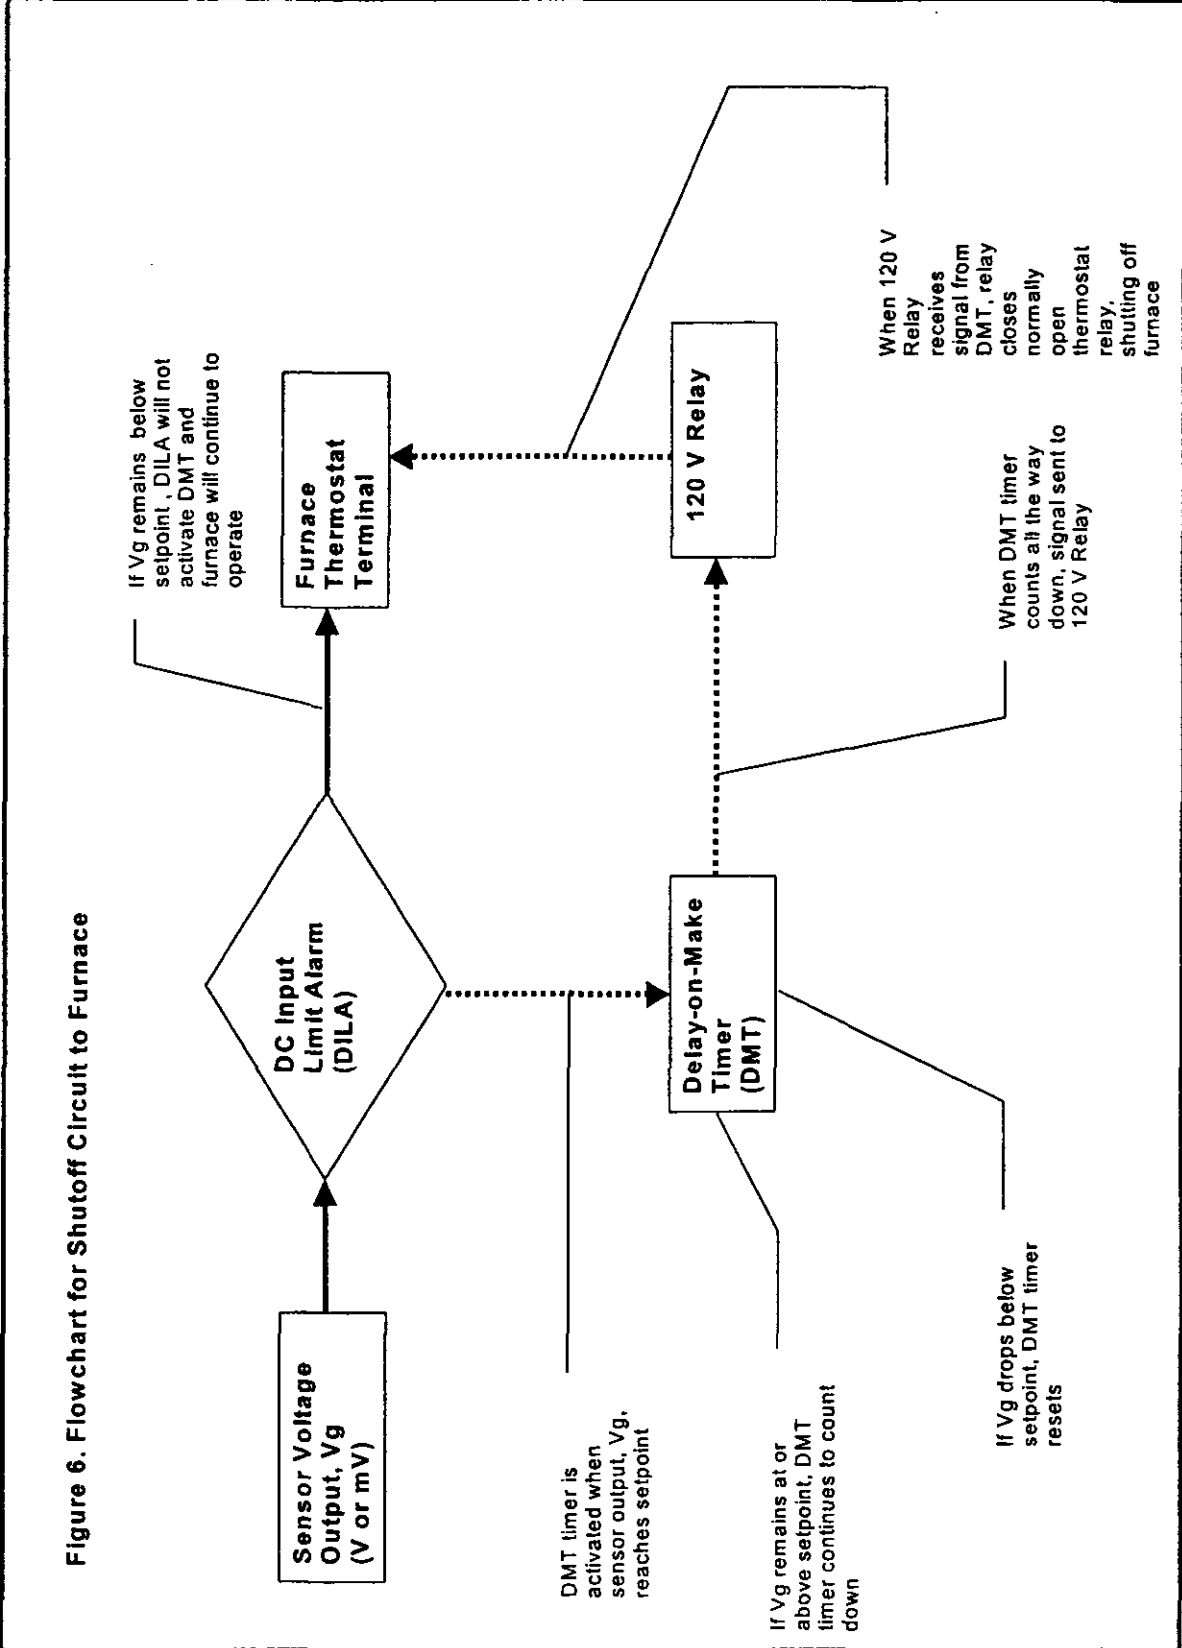 Figure 6. Flowchart for Shutoff Circuit to Furnace
Sensor Voltage
Output, Vg
(V or mV)
DC Input
Limit Alarm
(DILA)
If Vg remains below
setpoint, DILA will not
activate DMT and
furnace will continue to
operate
Furnace
Thermostat
Terminal
DMT timer is
activated when
sensor output, Vg,
reaches setpoint
Delay-on-Make
Timer
(DMT)
120 V Relay
If Vg remains at or
above setpoint, DMT
timer continues to count
down
If Vg drops below
setpoint, DMT timer
resets
When DMT timer
counts all the way
down, signal sent to
120 V Relay
When 120 V
Relay
receives
signal from
DMT, relay
closes
normally
open
thermostat
relay,
shutting off
furnace